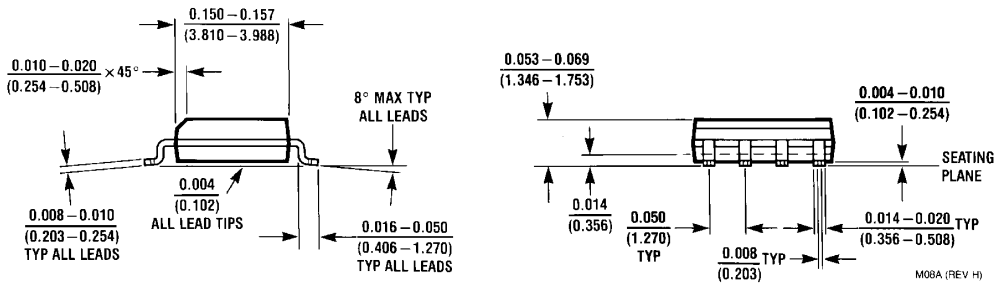 0.150 – 0.157
(3.810 – 3.988)
0.010 – 0.020 × 45°
(0.254 – 0.508)
8° MAX TYP
ALL LEADS
0.004
(0.102)
ALL LEAD TIPS
0.008 – 0.010
(0.203 – 0.254)
TYP ALL LEADS
0.016 – 0.050
(0.406 – 1.270)
TYP ALL LEADS
0.053 – 0.069
(1.346 – 1.753)
0.004 – 0.010
(0.102 – 0.254)
SEATING
PLANE
0.014
(0.356)
0.050
(1.270)
TYP
0.014 – 0.020 TYP
(0.356 – 0.508)
0.008 TYP
(0.203)
M08A (REV H)